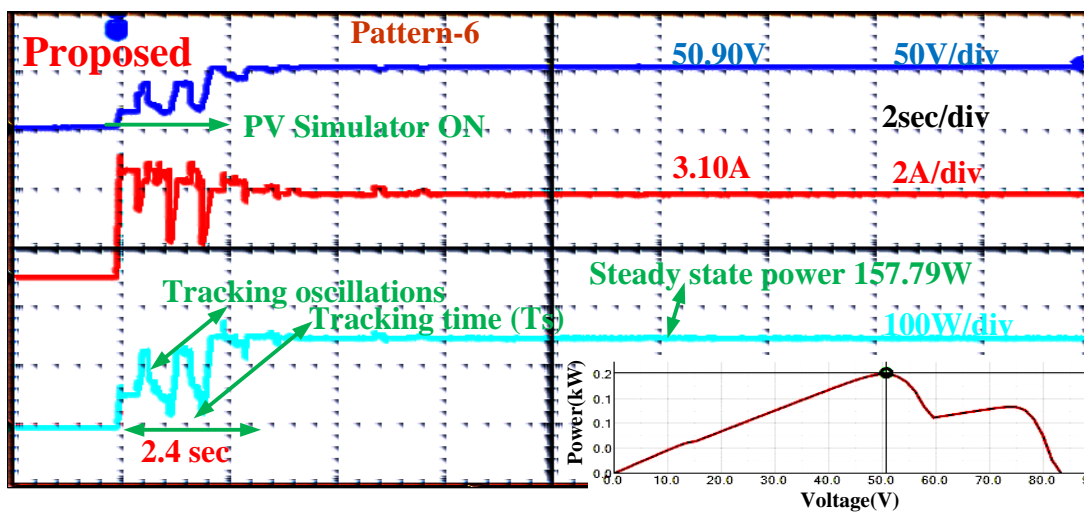 Proposed
Pattern-6
50.90V
50V/div
PV Simulator ON
2sec/div
3.10A
2A/div
Steady state power 157.79W
Tracking oscillations
Tracking time (Ts)
100W/div
2.4 sec
Power(kW)
0.2
0.1
0.1
0.0
0.0
10.0
20.0
30.0
40.0
50.0
60.0
70.0
80.0
Voltage(V)